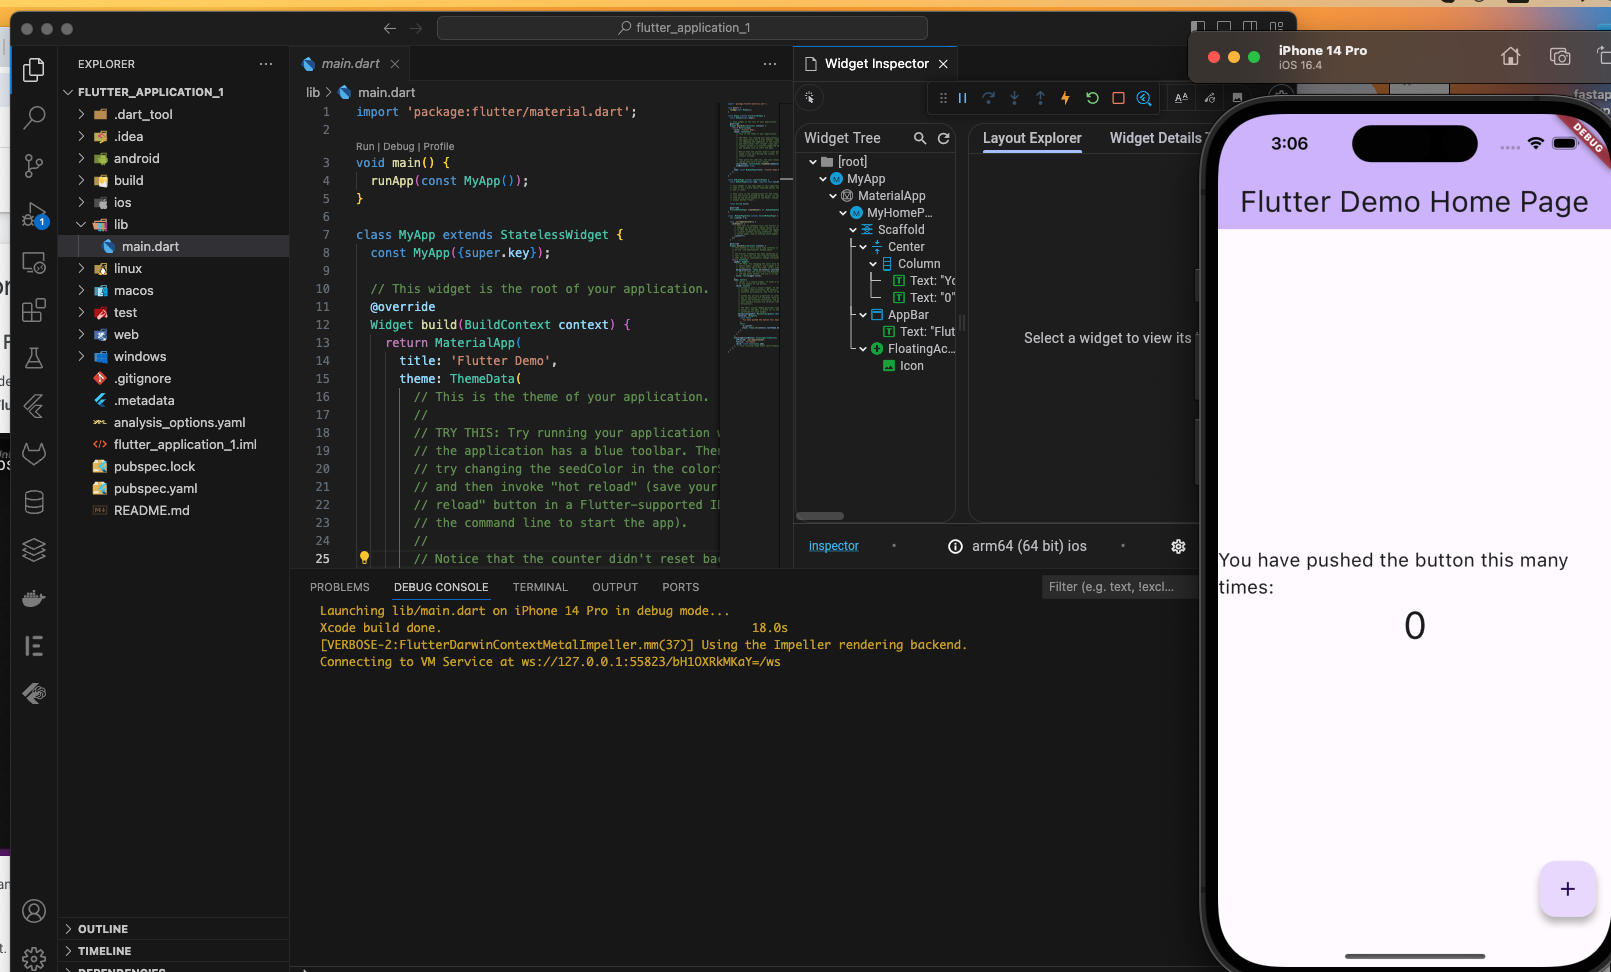 flutter_application_1
EXPLORER
FLUTTER_APPLICATION_1
.dart_tool
.idea
android
build
ios
lib
main.dart
linux
macos
test
web
windows
.gitignore
.metadata
analysis_options.yaml
flutter_application_1.iml
pubspec.lock
pubspec.yaml
README.md
OUTLINE
TIMELINE
DEPENDENCIES
1
main.dart
lib > main.dart
1 import 'package:flutter/material.dart';
2
Run | Debug | Profile
3 void main() {
4 runApp(const MyApp());
5 }
6
7 class MyApp extends StatelessWidget {
8 const MyApp({super.key});
9
10 // This widget is the root of your application.
11 @override
12 Widget build(BuildContext context) {
13 return MaterialApp(
14 title: 'Flutter Demo',
15 theme: ThemeData(
16 // This is the theme of your application.
17 //
18 // TRY THIS: Try running your application
19 // the application has a blue toolbar. The
20 // try changing the seedColor in the color
21 // and then invoke "hot reload" (save your
22 // reload" button in a Flutter-supported I
23 // the command line to start the app).
24 //
25 // Notice that the counter didn't reset ba
Widget Inspector
Widget Tree
[root]
MyApp
MaterialApp
MyHomeP...
Scaffold
Center
Column
Text: "Yo
Text: "0"
AppBar
Text: "Flut
FloatingAc...
Icon
Layout Explorer
Widget Details T
Select a widget to view its
inspector
arm64 (64 bit) ios
PROBLEMS
DEBUG CONSOLE
TERMINAL
OUTPUT
PORTS
Filter (e.g. text, !excl...
Launching lib/main.dart on iPhone 14 Pro in debug mode...
Xcode build done. 18.0s
[VERBOSE-2:FlutterDarwinContextMetalImpeller.mm(37)] Using the Impeller rendering backend.
Connecting to VM Service at ws://127.0.0.1:55823/bH1OXRkMKaY=/ws
iPhone 14 Pro
iOS 16.4
fastap
3:06
DEBUG
Flutter Demo Home Page
You have pushed the button this many
times:
0
+